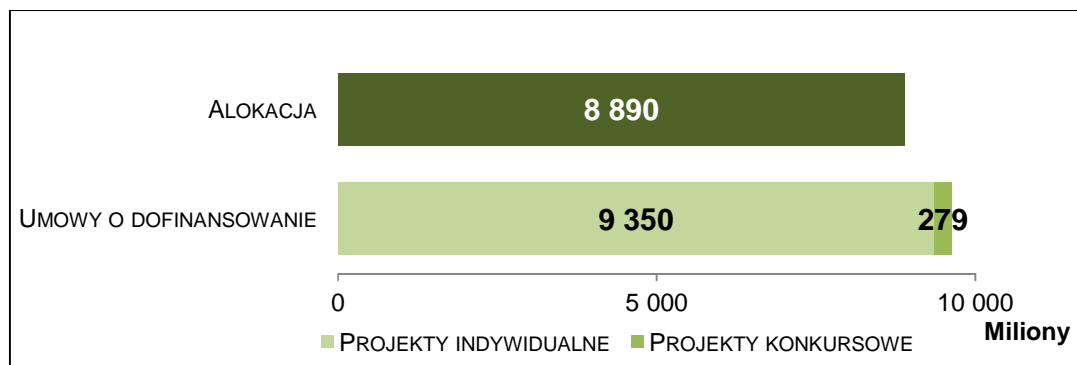 ALOKACJA
8 890
UMOWY O DOFINANSOWANIE
9 350
279
0
5 000
10 000
Miliony
PROJEKTY INDYWIDUALNE
PROJEKTY KONKURSOWE